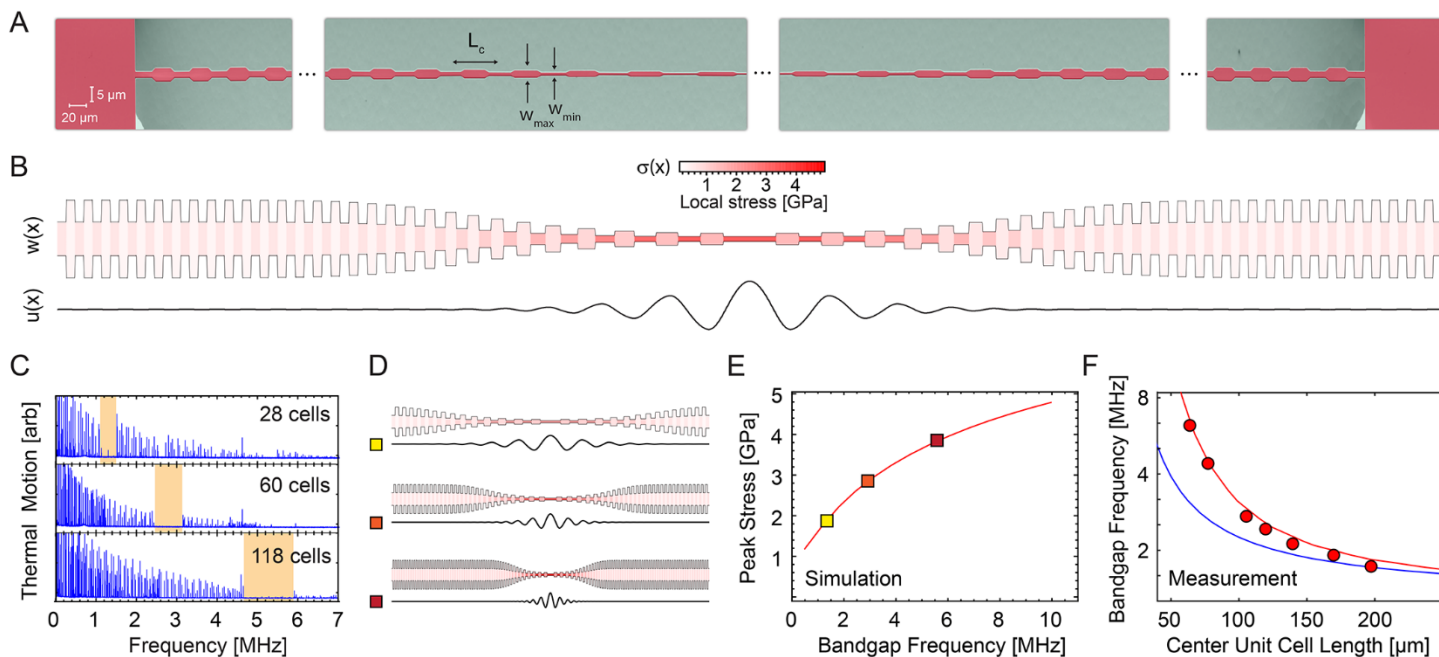 A
L_c
w_max
w_min
5 μm
20 μm
...
...
...
B
σ(x)
1 2 3 4
Local stress [GPa]
w(x)
u(x)
C
Thermal Motion [arb]
28 cells
60 cells
118 cells
0 1 2 3 4 5 6 7
Frequency [MHz]
D
E
Peak Stress [GPa]
5
4
3
2
1
Simulation
0 2 4 6 8 10
Bandgap Frequency [MHz]
F
Bandgap Frequency [MHz]
8
4
2
Measurement
50 100 150 200
Center Unit Cell Length [μm]